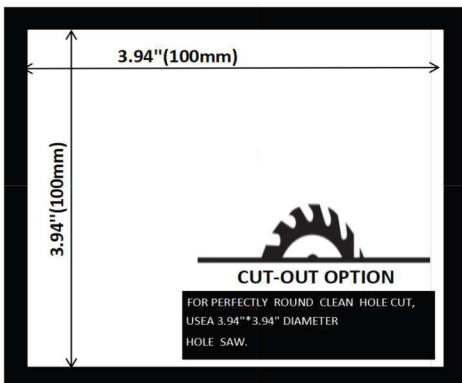 3.94"(100mm)
3.94"(100mm)
CUT-OUT OPTION
FOR PERFECTLY ROUND CLEAN HOLE CUT,
USEA 3.94"*3.94" DIAMETER
HOLE SAW.